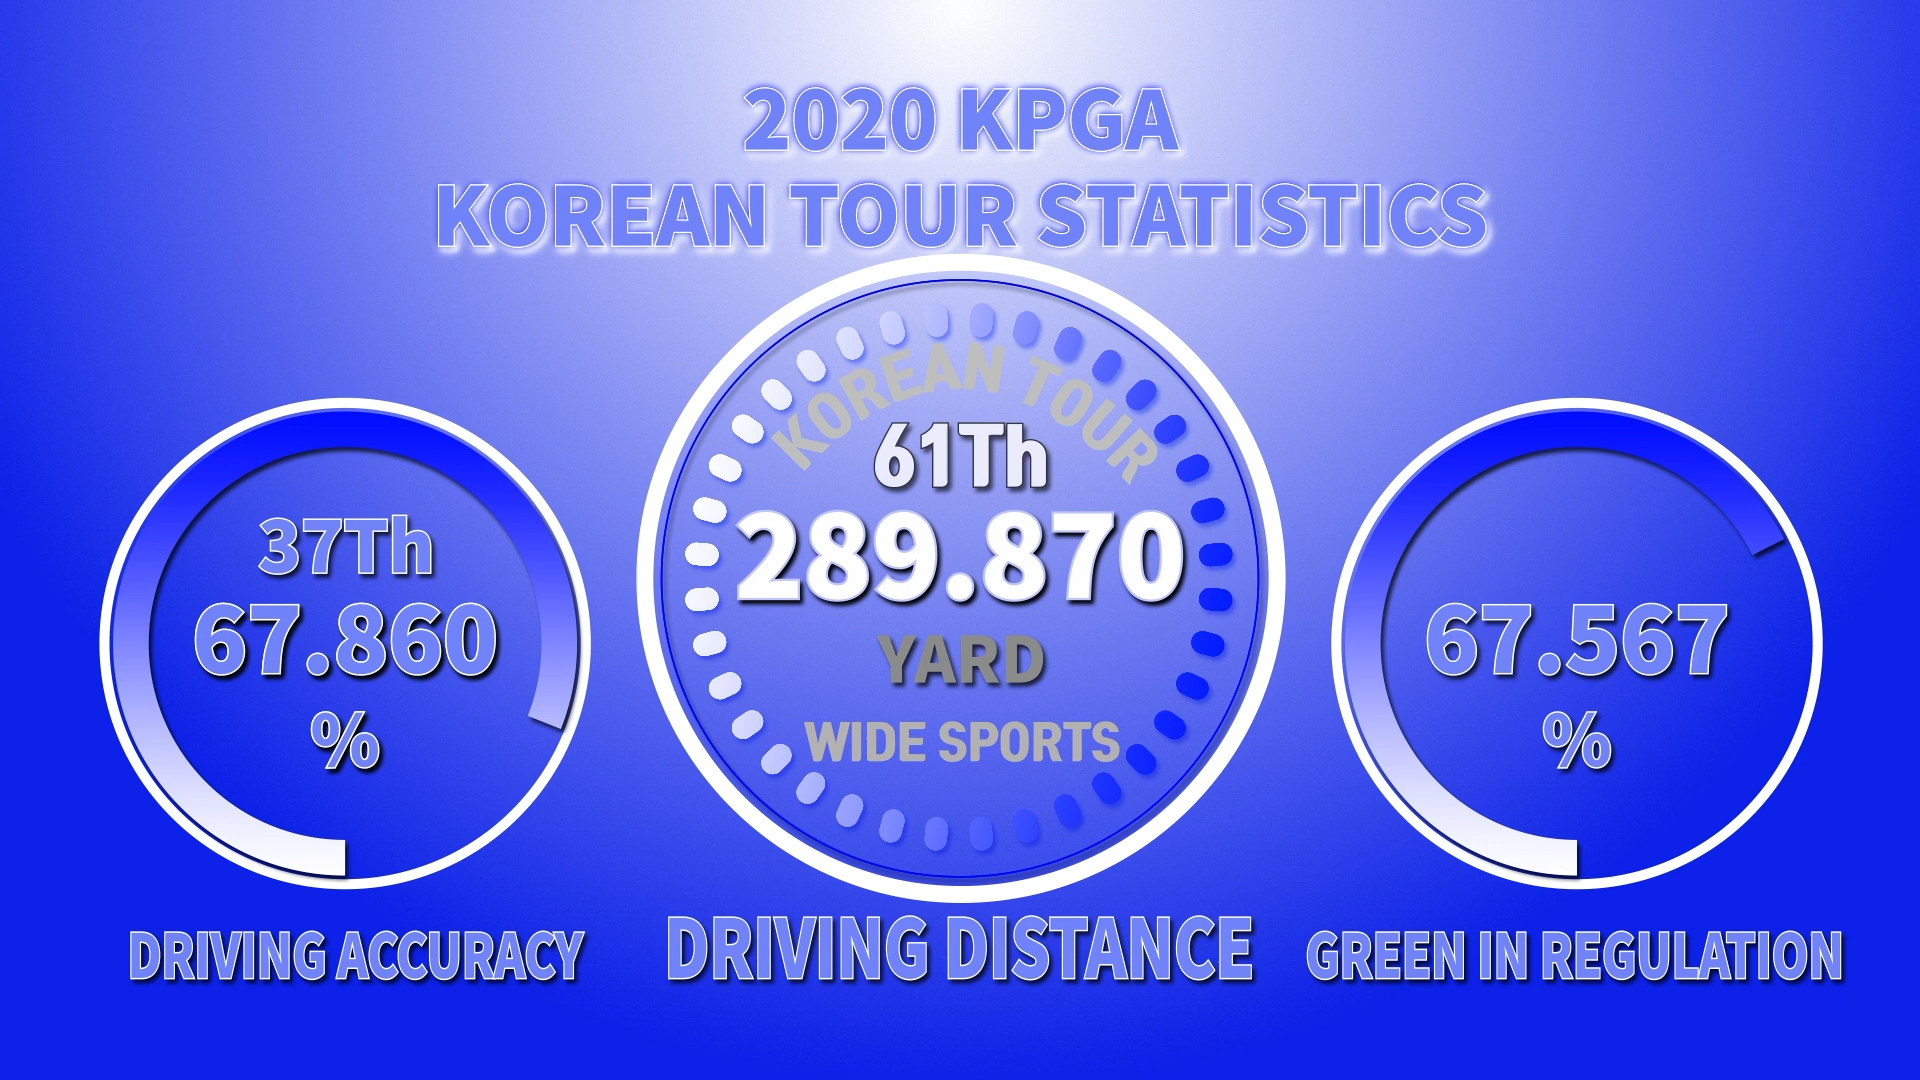 2020 KPGA
KOREAN TOUR STATISTICS
37Th
67.860
%
DRIVING ACCURACY
KOREAN TOUR
61Th
289.870
YARD
WIDE SPORTS
DRIVING DISTANCE
67.567
%
GREEN IN REGULATION